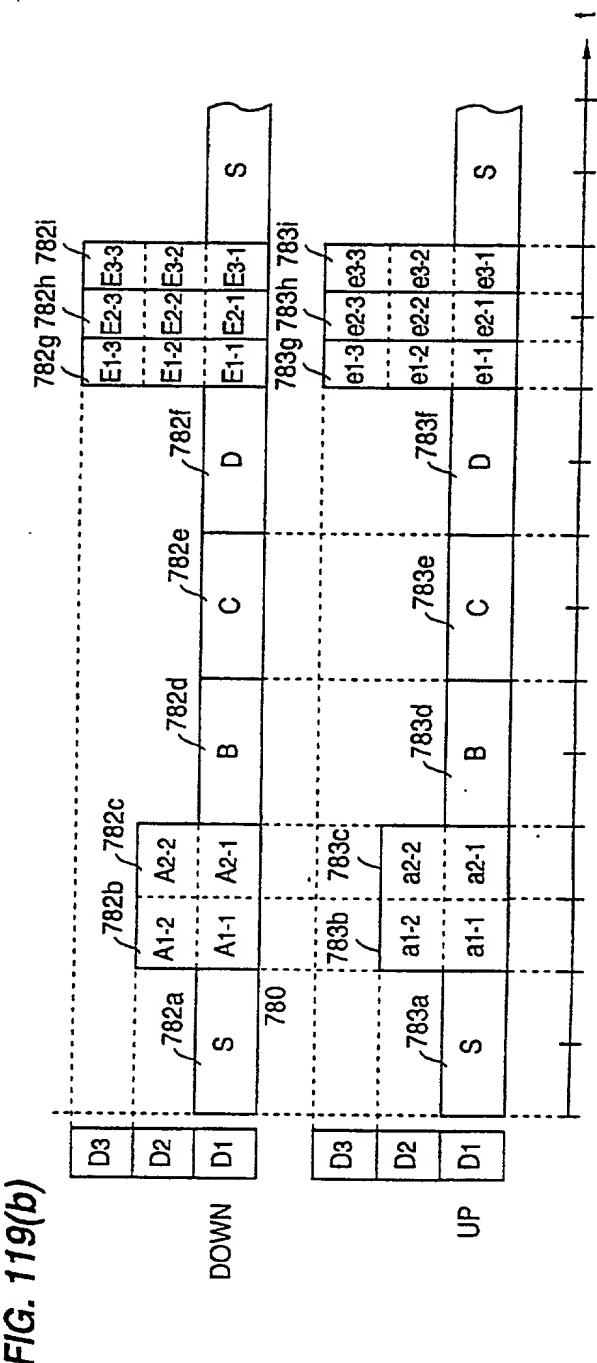 FIG. 119(b)
782g 782h 782i
D3 E1-3 E2-3 E3-3
782b 782c
D2 A1-2 A2-2 E1-2 E2-2 E3-2
782a 782d 782e 782f
DOWN D1 S A1-1 A2-1 B C D E1-1 E2-1 E3-1 S
780
783g 783h 783i
D3 e1-3 e2-3 e3-3
783b 783c
D2 a1-2 a2-2 e1-2 e2-2 e3-2
783a 783d 783e 783f
UP D1 S a1-1 a2-1 B C D e1-1 e2-1 e3-1 S
t